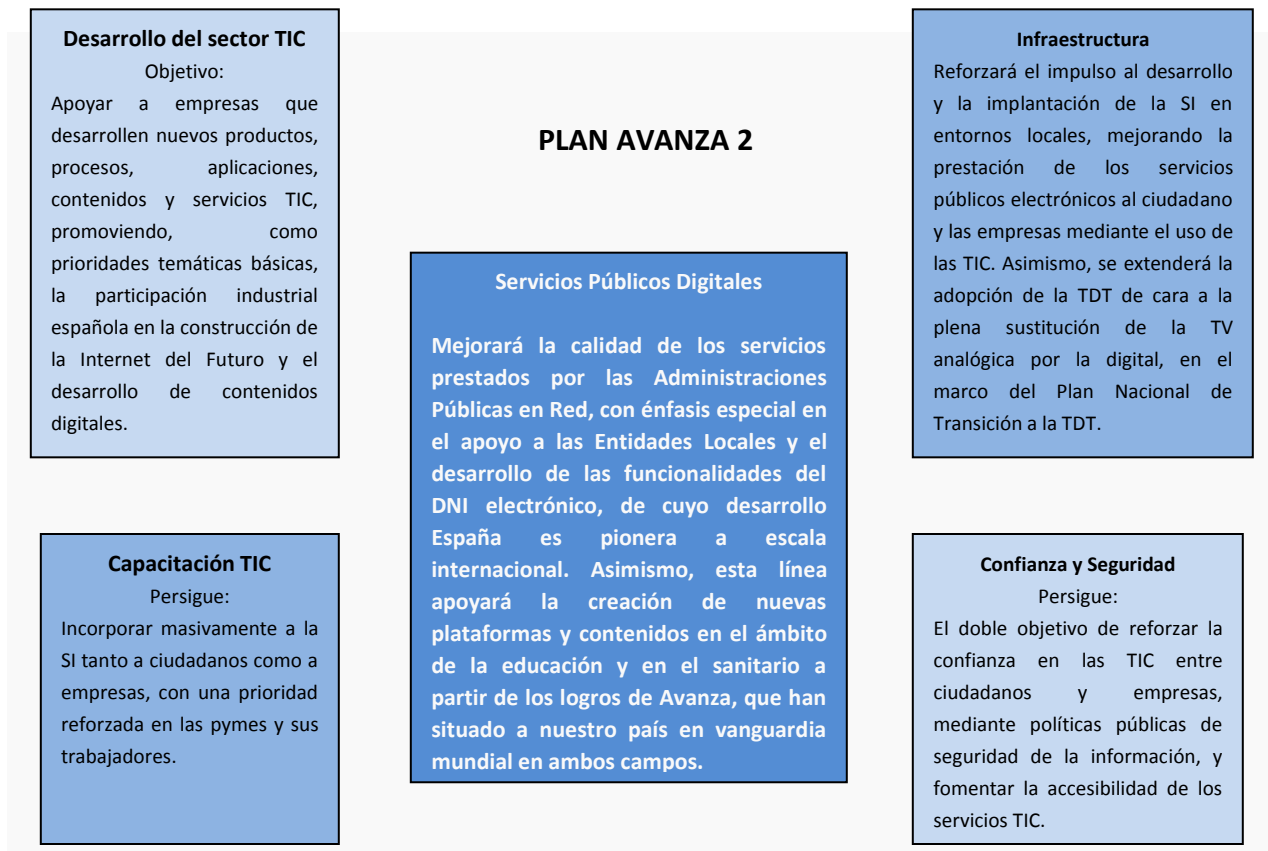 Desarrollo del sector TIC
Objetivo:
Apoyar a empresas que
desarrollen nuevos productos,
procesos, aplicaciones,
contenidos y servicios TIC,
promoviendo, como
prioridades temáticas básicas,
la participación industrial
española en la construcción de
la Internet del Futuro y el
desarrollo de contenidos
digitales.
PLAN AVANZA 2
Infraestructura
Reforzará el impulso al desarrollo
y la implantación de la SI en
entornos locales, mejorando la
prestación de los servicios
públicos electrónicos al ciudadano
y las empresas mediante el uso de
las TIC. Asimismo, se extenderá la
adopción de la TDT de cara a la
plena sustitución de la TV
analógica por la digital, en el
marco del Plan Nacional de
Transición a la TDT.
Servicios Públicos Digitales
Mejorará la calidad de los servicios
prestados por las Administraciones
Públicas en Red, con énfasis especial en
el apoyo a las Entidades Locales y el
desarrollo de las funcionalidades del
DNI electrónico, de cuyo desarrollo
España es pionera a escala
internacional. Asimismo, esta línea
apoyará la creación de nuevas
plataformas y contenidos en el ámbito
de la educación y en el sanitario a
partir de los logros de Avanza, que han
situado a nuestro país en vanguardia
mundial en ambos campos.
Capacitación TIC
Persigue:
Incorporar masivamente a la
SI tanto a ciudadanos como a
empresas, con una prioridad
reforzada en las pymes y sus
trabajadores.
Confianza y Seguridad
Persigue:
El doble objetivo de reforzar la
confianza en las TIC entre
ciudadanos y empresas,
mediante políticas públicas de
seguridad de la información, y
fomentar la accesibilidad de los
servicios TIC.